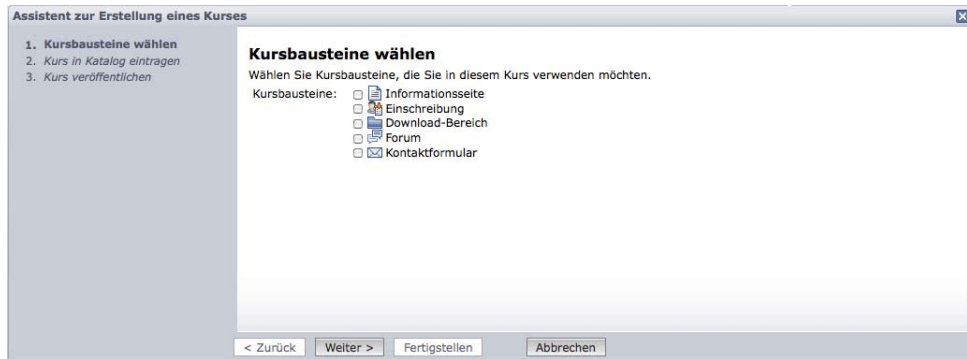 Assistent zur Erstellung eines Kurses
1. Kursbausteine wählen
2. Kurs in Katalog eintragen
3. Kurs veröffentlichen
Kursbausteine wählen
Wählen Sie Kursbausteine, die Sie in diesem Kurs verwenden möchten.
Kursbausteine: Informationsseite
Einschreibung
Download-Bereich
Forum
Kontaktformular
< Zurück Weiter > Fertigstellen Abbrechen